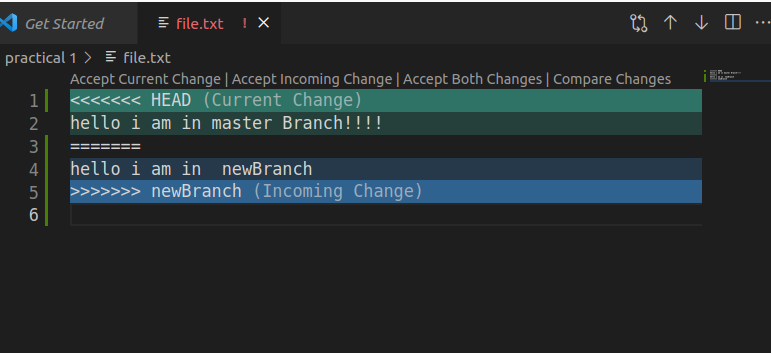 Get Started file.txt ! ×
practical 1 > file.txt
Accept Current Change | Accept Incoming Change | Accept Both Changes | Compare Changes
1 <<<<<<< HEAD (Current Change)
2 hello i am in master Branch!!!!
3 =======
4 hello i am in  newBranch
5 >>>>>>> newBranch (Incoming Change)
6